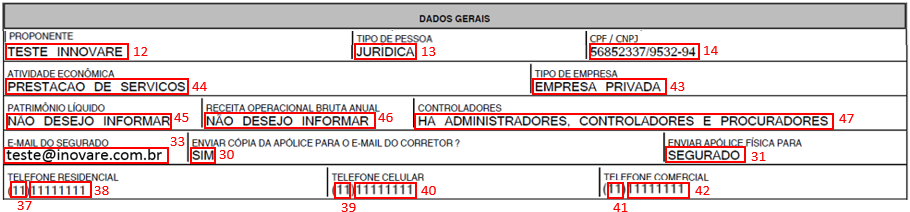 DADOS GERAIS
PROPONENTE TIPO DE PESSOA CPF / CNPJ
TESTE INNOVARE 12 JURIDICA 13 56852337/9532-94 14
ATIVIDADE ECONÔMICA TIPO DE EMPRESA
PRESTACAO DE SERVICOS 44 EMPRESA PRIVADA 43
PATRIMÔNIO LÍQUIDO RECEITA OPERACIONAL BRUTA ANUAL CONTROLADORES
NAO DESEJO INFORMAR 45 NÃO DESEJO INFORMAR 46 HA ADMINISTRADORES, CONTROLADORES E PROCURADORES 47
E-MAIL DO SEGURADO 33 ENVIAR CÓPIA DA APÓLICE PARA O E-MAIL DO CORRETOR ? ENVIAR APÓLICE FÍSICA PARA
teste@inovare.com.br SIM 30 SEGURADO 31
TELEFONE RESIDENCIAL TELEFONE CELULAR TELEFONE COMERCIAL
(11)11111111 38 (11)11111111 40 (11)11111111 42
37 39 41